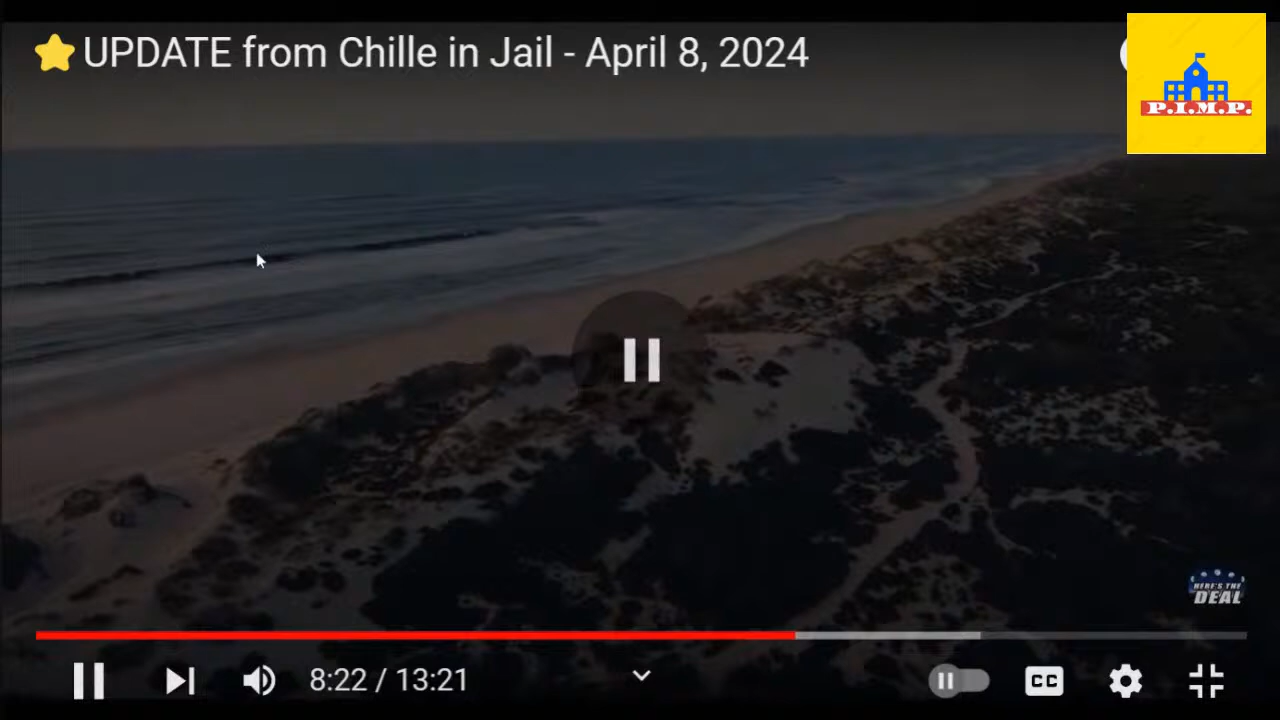 UPDATE from Chille in Jail - April 8, 2024
P.I.M.P.
HERE'S THE
DEAL
8:22 / 13:21
CC